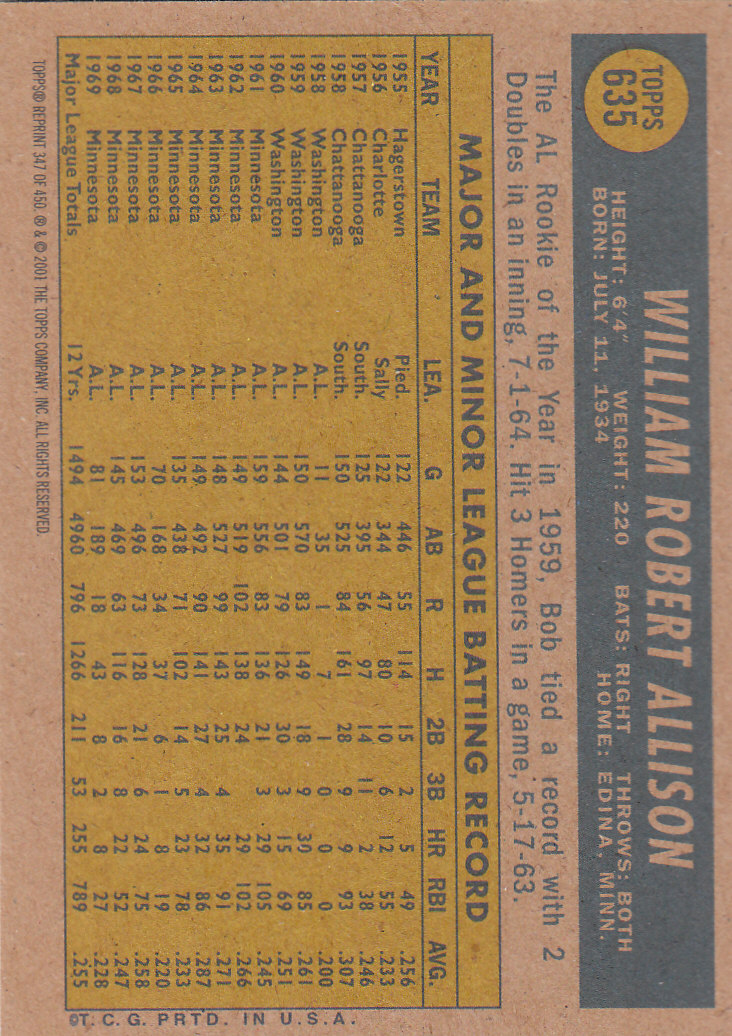 TOPPS
635
WILLIAM ROBERT ALLISON
HEIGHT: 6'4" WEIGHT: 220 BATS: RIGHT THROWS: BOTH
BORN: JULY 11, 1934 HOME: EDINA, MINN.
The AL Rookie of the Year in 1959, Bob tied a record with 2
Doubles in an inning, 7-1-64. Hit 3 Homers in a game, 5-17-63.
MAJOR AND MINOR LEAGUE BATTING RECORD
YEAR TEAM LEA. G AB R H 2B 3B HR RBI AVG.
1955 Hagerstown Pied. 122 446 55 114 15 2 5 49 .256
1956 Charlotte Sally 122 344 47 80 10 6 12 55 .233
1957 Chattanooga South. 125 395 56 97 14 11 2 38 .246
1958 Chattanooga South. 150 525 84 161 28 9 9 93 .307
1958 Washington A.L. 11 35 1 7 1 0 0 0 .200
1959 Washington A.L. 150 570 83 149 18 9 30 85 .261
1960 Washington A.L. 144 501 79 126 30 3 15 69 .251
1961 Minnesota A.L. 159 556 83 136 21 3 29 105 .245
1962 Minnesota A.L. 149 519 102 138 24 8 29 102 .266
1963 Minnesota A.L. 148 527 99 143 25 4 35 91 .271
1964 Minnesota A.L. 149 492 90 141 27 4 32 86 .287
1965 Minnesota A.L. 135 438 71 102 14 5 23 78 .233
1966 Minnesota A.L. 70 168 34 37 6 1 8 19 .220
1967 Minnesota A.L. 153 496 73 128 21 6 24 75 .258
1968 Minnesota A.L. 145 469 63 116 16 8 22 52 .247
1969 Minnesota A.L. 81 189 18 43 8 2 8 27 .228
Major League Totals 12 Yrs. 1494 4960 796 1266 211 53 255 789 .255
©T. C. G. PRTD. IN U.S.A.
TOPPS® REPRINT 347 OF 450 ® & © 2001 THE TOPPS COMPANY, INC. ALL RIGHTS RESERVED.